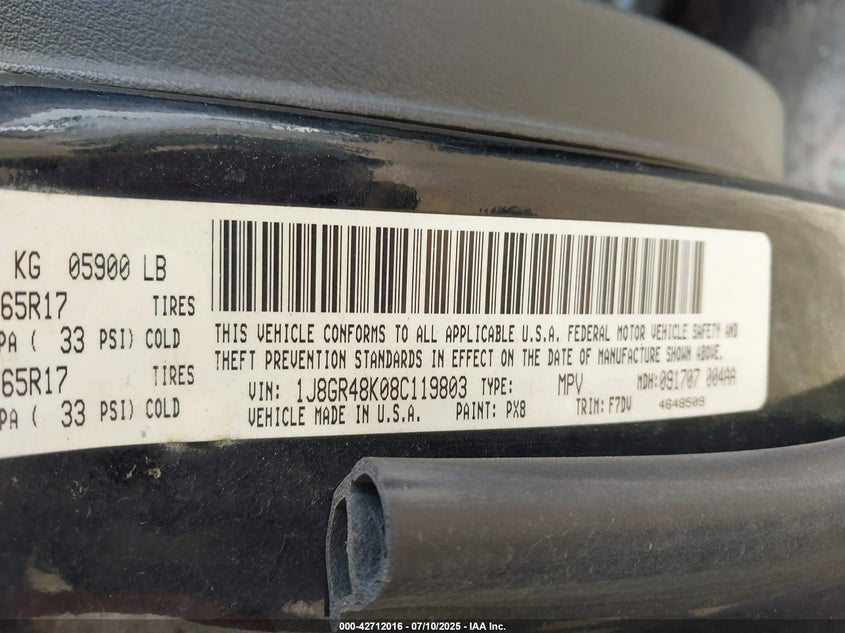 KG 05900 LB
65R17 TIRES
PA ( 33 PSI) COLD
65R17 TIRES
PA ( 33 PSI) COLD
THIS VEHICLE CONFORMS TO ALL APPLICABLE U.S.A. FEDERAL MOTOR VEHICLE SAFETY AND
THEFT PREVENTION STANDARDS IN EFFECT ON THE DATE OF MANUFACTURE SHOWN ABOVE.
VIN: 1J8GR48K08C119803 TYPE: MPV MDH:091707 004AA
VEHICLE MADE IN U.S.A. PAINT: PX8 TRIM: F7DV 4648509
000-42712016 - 07/10/2025 - IAA Inc.